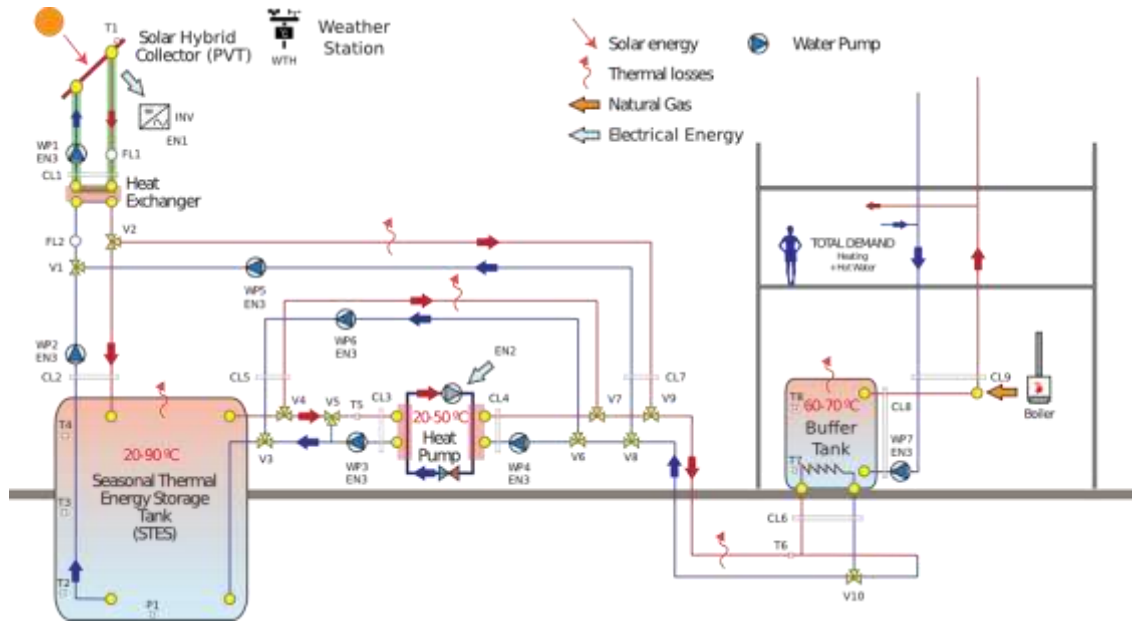 T1
Solar Hybrid
Collector (PVT)
WTH
Weather
Station
Solar energy
Thermal losses
Natural Gas
Electrical Energy
Water Pump
INV
EN1
WP1
EN3
FL1
CL1
Heat
Exchanger
FL2
V2
V1
WP5
EN3
TOTAL DEMAND
Heating
+Hot Water
WP2
EN3
CL2
WP6
EN3
EN2
CL5
V4
V5
T5
CL3
CL4
V7
CL7
V9
CL9
Boiler
T4
20-90 ºC
Seasonal Thermal
Energy Storage
Tank
(STES)
T3
T2
P1
V3
WP3
EN3
20-50 ºC
Heat
Pump
WP4
EN3
V6
V8
T8
60-70 ºC
Buffer
Tank
T7
CL8
WP7
EN3
CL6
T6
V10